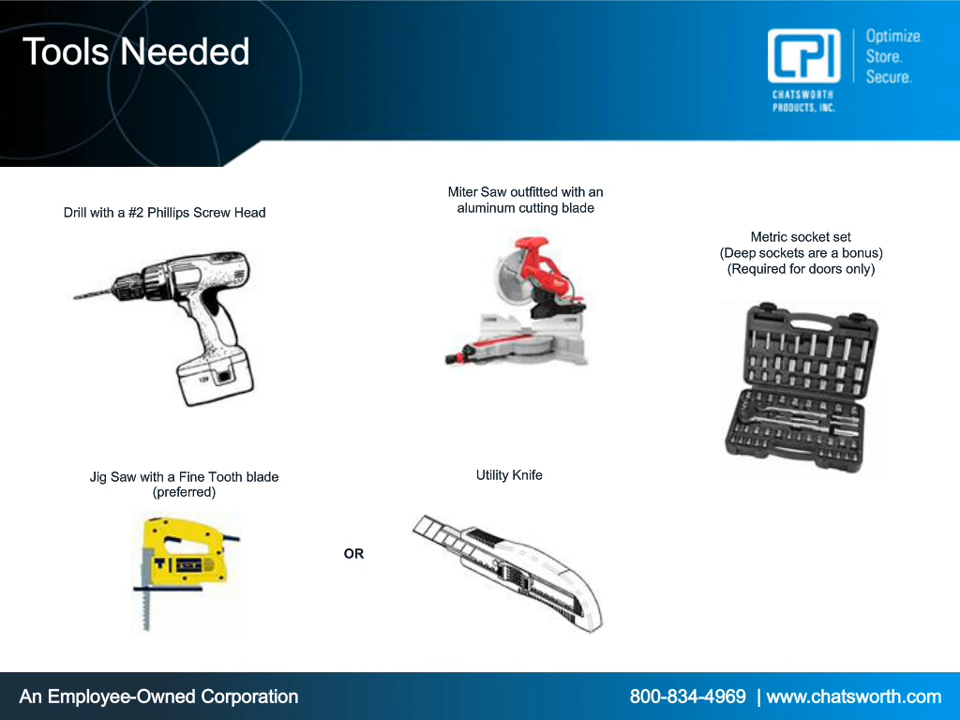 Tools Needed
CPI
CHATSWORTH
PRODUCTS, INC.
Optimize.
Store.
Secure.
Drill with a #2 Phillips Screw Head
Miter Saw outfitted with an
aluminum cutting blade
Metric socket set
(Deep sockets are a bonus)
(Required for doors only)
12V
Jig Saw with a Fine Tooth blade
(preferred)
OR
Utility Knife
An Employee-Owned Corporation
800-834-4969 | www.chatsworth.com